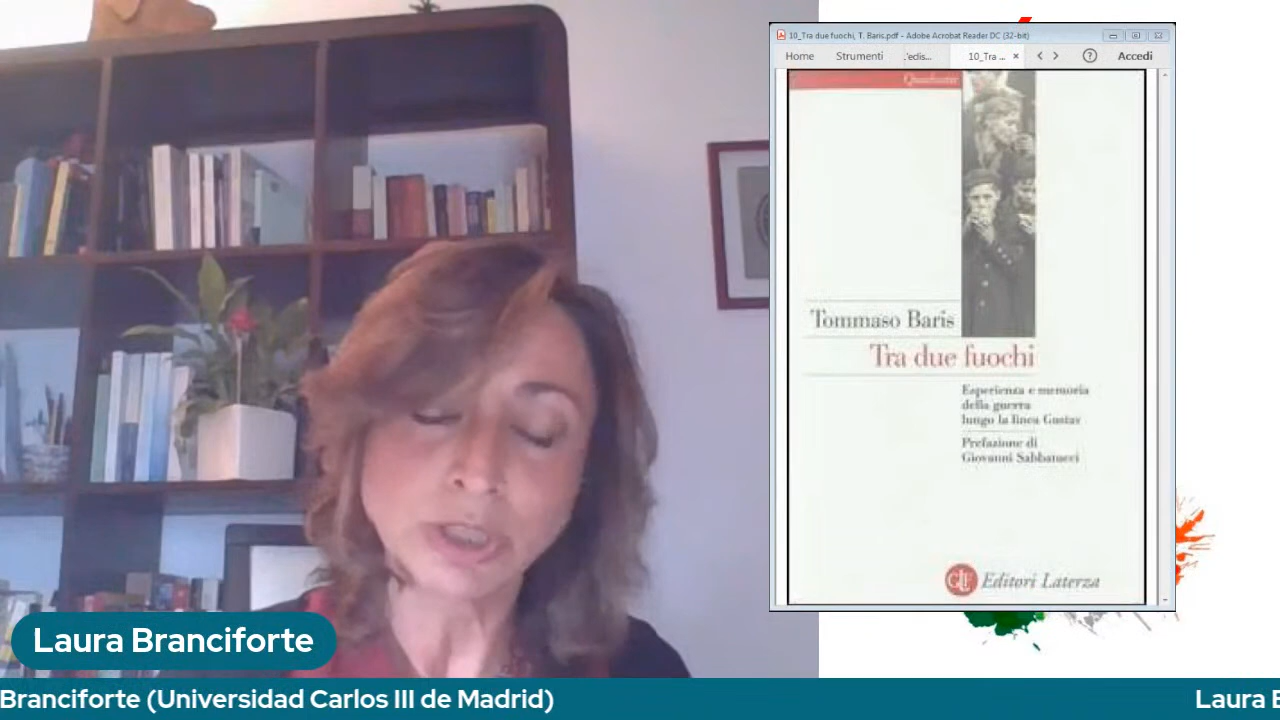 10_Tra due fuochi, T. Baris.pdf - Adobe Acrobat Reader DC (32-bit)
Home Strumenti .'edis... 10_Tra ... × Accedi
Quadrante
Tommaso Baris
Tra due fuochi
Esperienza e memoria
della guerra
lungo la linea Gustav
Prefazione di
Giovanni Sabbatucci
GLF Editori Laterza
Laura Branciforte
Branciforte (Universidad Carlos III de Madrid)
Laura B